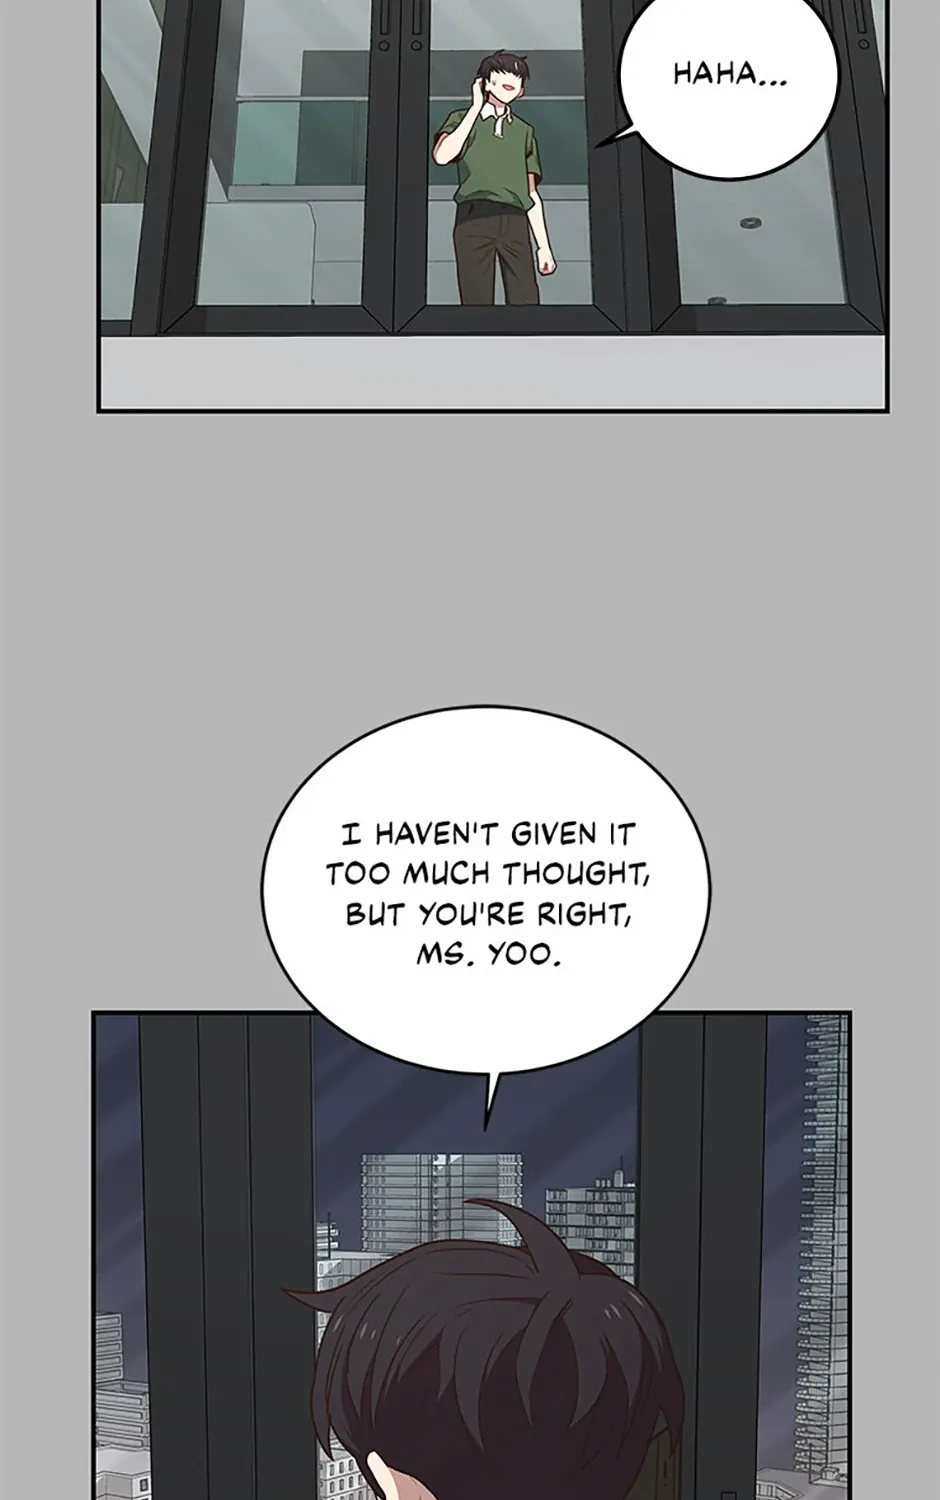 HAHA...
I HAVEN'T GIVEN IT
TOO MUCH THOUGHT,
BUT YOU'RE RIGHT,
MS. YOO.